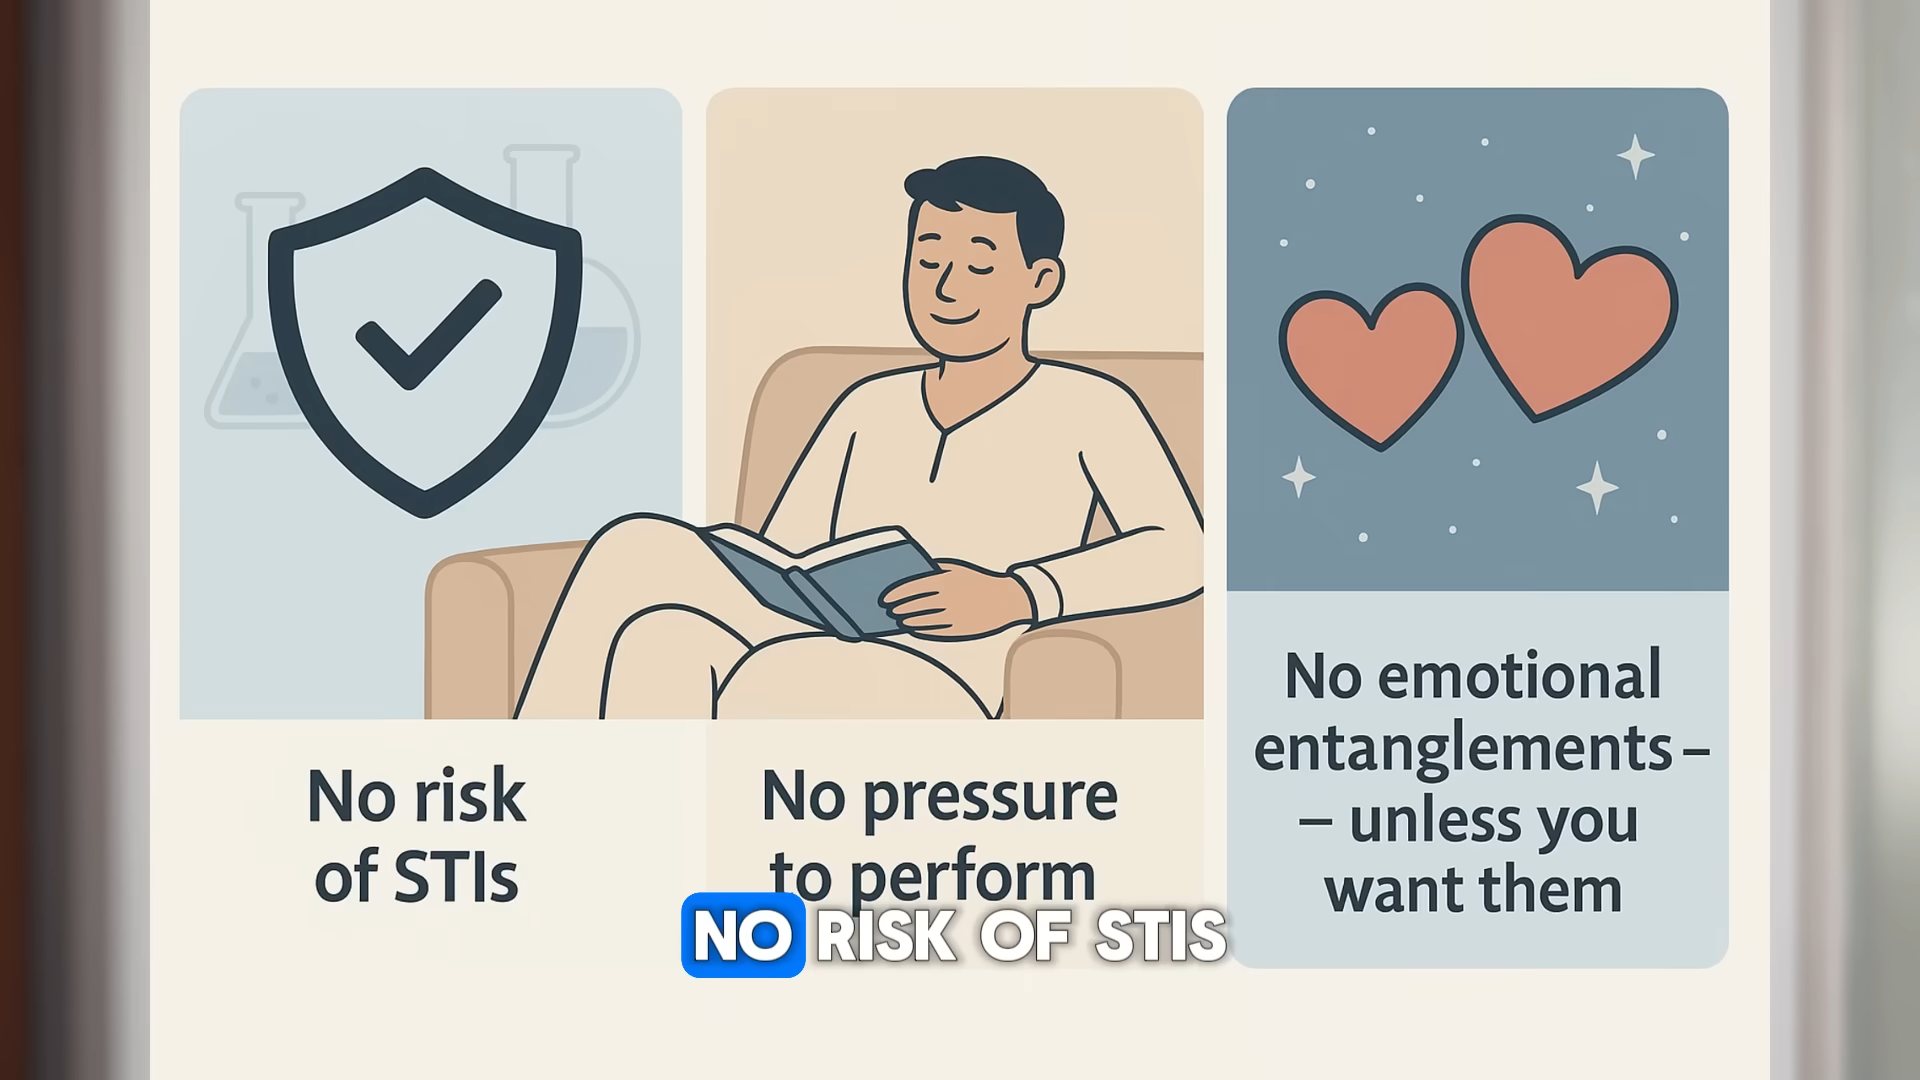 No risk
of STIs
No pressure
to perform
No emotional
entanglements –
– unless you
want them
NO RISK OF STIS